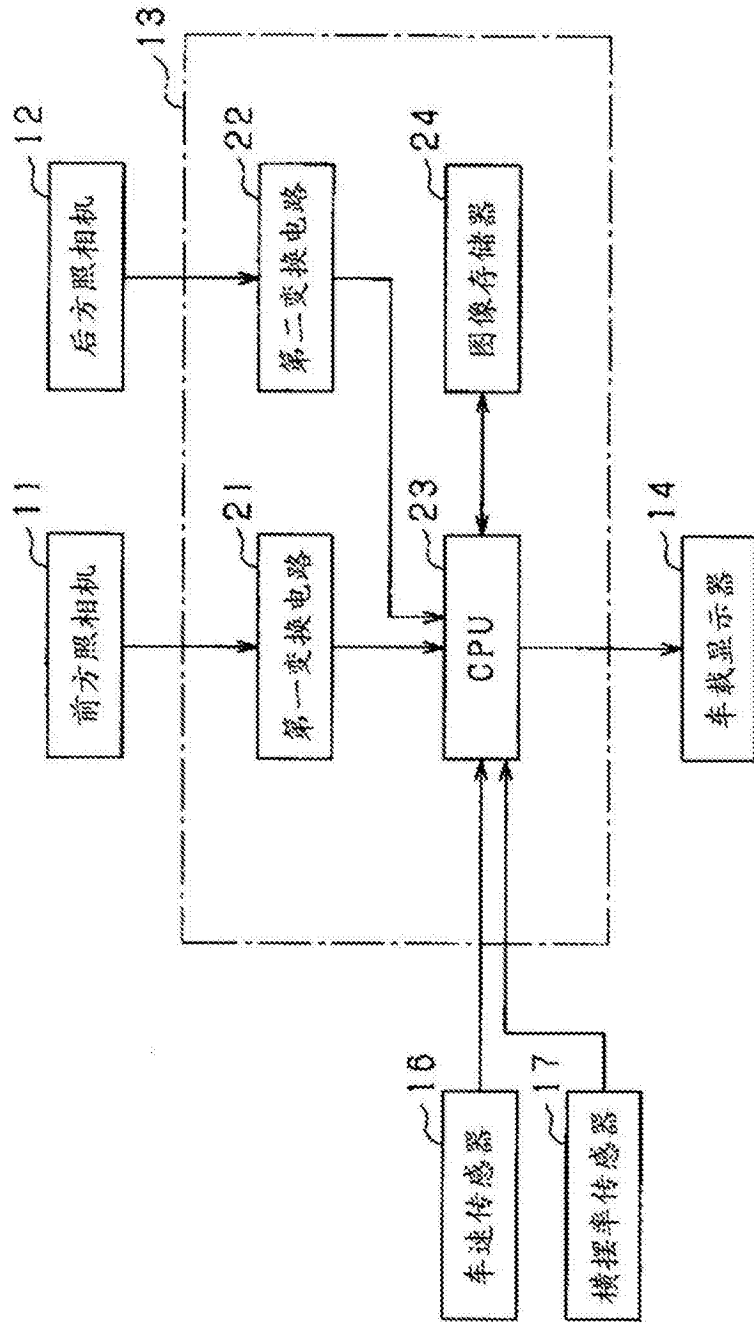 11
前方照相机
12
后方照相机
13
21
第一变换电路
22
第二变换电路
16
车速传感器
23
CPU
24
图像存储器
17
横摆率传感器
14
车载显示器